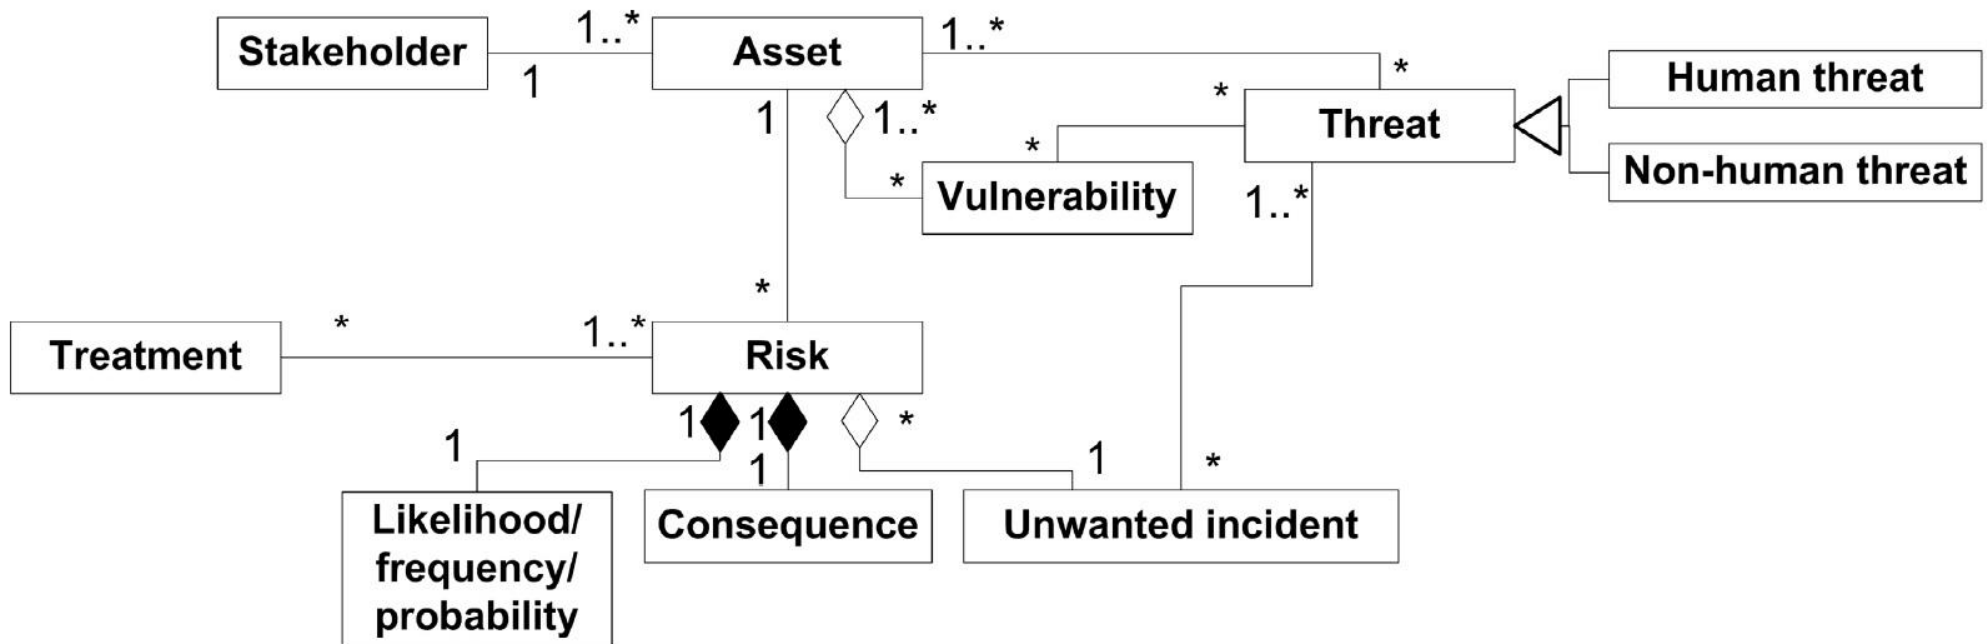 Stakeholder
1
1..*
Asset
1..*
*
Threat
Human threat
Non-human threat
1
1..*
*
*
*
Vulnerability
1..*
*
Treatment
*
1..*
Risk
1
1
*
1
1
1
*
Likelihood/
frequency/
probability
Consequence
Unwanted incident